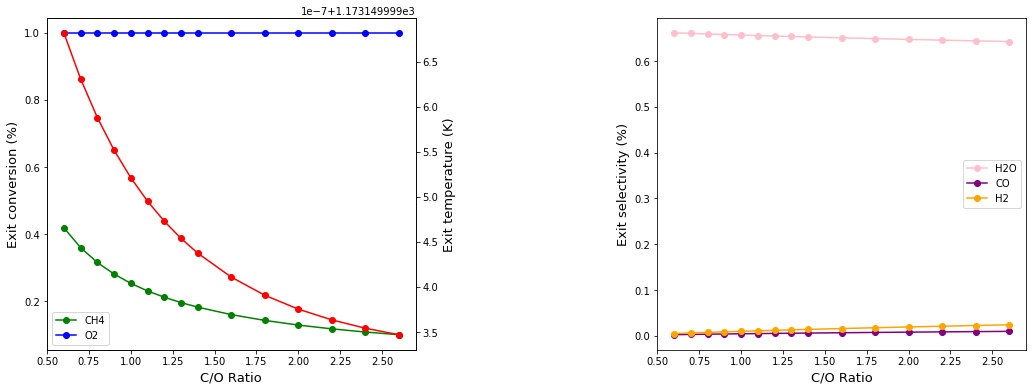 1e−7+1.173149999e3
1.0
0.8
0.6
0.4
0.2
Exit conversion (%)
6.5
6.0
5.5
5.0
4.5
4.0
3.5
Exit temperature (K)
CH4
O2
0.50 0.75 1.00 1.25 1.50 1.75 2.00 2.25 2.50
C/O Ratio
0.6
0.5
0.4
0.3
0.2
0.1
0.0
Exit selectivity (%)
H2O
CO
H2
0.50 0.75 1.00 1.25 1.50 1.75 2.00 2.25 2.50
C/O Ratio